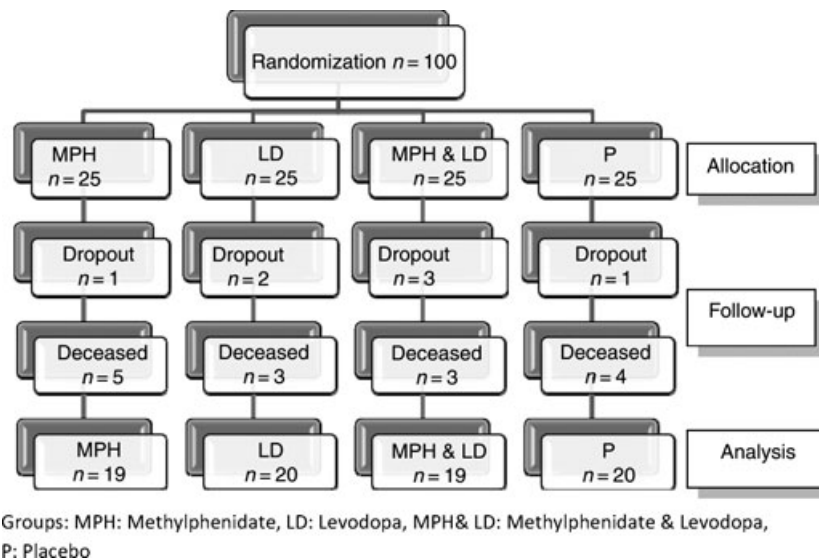 Randomization n = 100
MPH
n = 25
LD
n = 25
MPH & LD
n = 25
P
n = 25
Allocation
Dropout
n = 1
Dropout
n = 2
Dropout
n = 3
Dropout
n = 1
Follow-up
Deceased
n = 5
Deceased
n = 3
Deceased
n = 3
Deceased
n = 4
MPH
n = 19
LD
n = 20
MPH & LD
n = 19
P
n = 20
Analysis
Groups: MPH: Methylphenidate, LD: Levodopa, MPH& LD: Methylphenidate & Levodopa,
P: Placebo